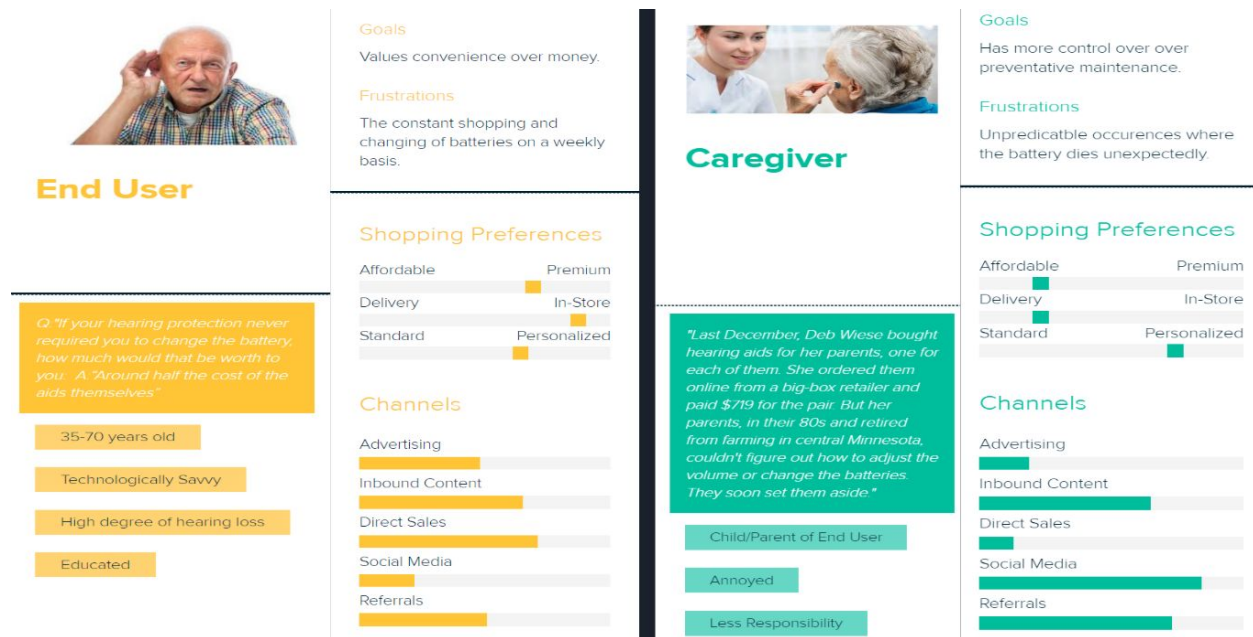 End User
Q:"If your hearing protection never
required you to change the battery,
how much would that be worth to
you: A:"Around half the cost of the
aids themselves"
35-70 years old
Technologically Savvy
High degree of hearing loss
Educated
Goals
Values convenience over money.
Frustrations
The constant shopping and
changing of batteries on a weekly
basis.
Shopping Preferences
Affordable Premium
Delivery In-Store
Standard Personalized
Channels
Advertising
Inbound Content
Direct Sales
Social Media
Referrals
Caregiver
"Last December, Deb Wiese bought
hearing aids for her parents, one for
each of them. She ordered them
online from a big-box retailer and
paid $719 for the pair. But her
parents, in their 80s and retired
from farming in central Minnesota,
couldn't figure out how to adjust the
volume or change the batteries.
They soon set them aside."
Child/Parent of End User
Annoyed
Less Responsibility
Goals
Has more control over over
preventative maintenance.
Frustrations
Unpredicatble occurences where
the battery dies unexpectedly.
Shopping Preferences
Affordable Premium
Delivery In-Store
Standard Personalized
Channels
Advertising
Inbound Content
Direct Sales
Social Media
Referrals